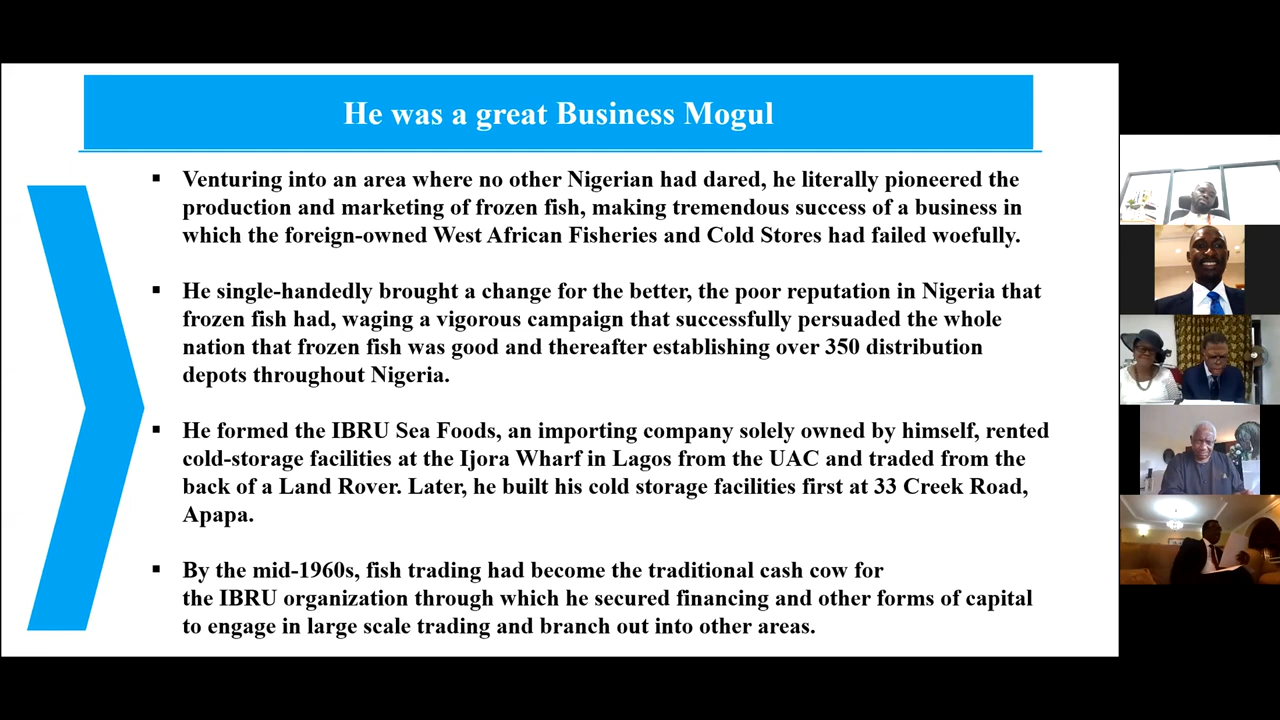 He was a great Business Mogul
▪ Venturing into an area where no other Nigerian had dared, he literally pioneered the
production and marketing of frozen fish, making tremendous success of a business in
which the foreign-owned West African Fisheries and Cold Stores had failed woefully.
▪ He single-handedly brought a change for the better, the poor reputation in Nigeria that
frozen fish had, waging a vigorous campaign that successfully persuaded the whole
nation that frozen fish was good and thereafter establishing over 350 distribution
depots throughout Nigeria.
▪ He formed the IBRU Sea Foods, an importing company solely owned by himself, rented
cold-storage facilities at the Ijora Wharf in Lagos from the UAC and traded from the
back of a Land Rover. Later, he built his cold storage facilities first at 33 Creek Road,
Apapa.
▪ By the mid-1960s, fish trading had become the traditional cash cow for
the IBRU organization through which he secured financing and other forms of capital
to engage in large scale trading and branch out into other areas.